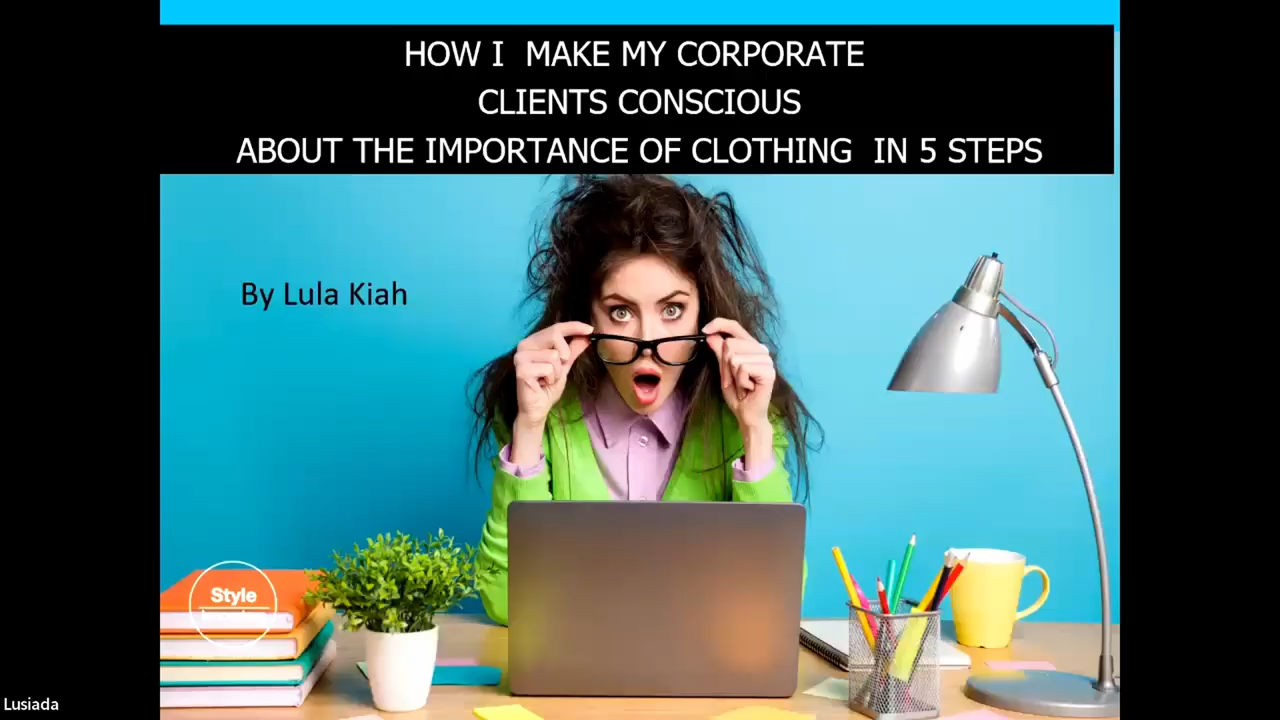 HOW I  MAKE MY CORPORATE
CLIENTS CONSCIOUS
ABOUT THE IMPORTANCE OF CLOTHING  IN 5 STEPS
By Lula Kiah
Style
Lusiada